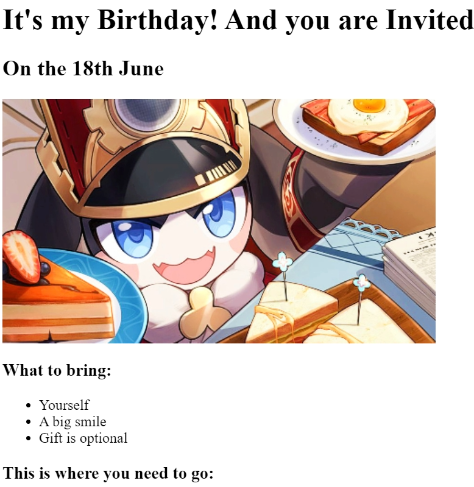 It's my Birthday! And you are Invited
On the 18th June
What to bring:
Yourself
A big smile
Gift is optional
This is where you need to go: